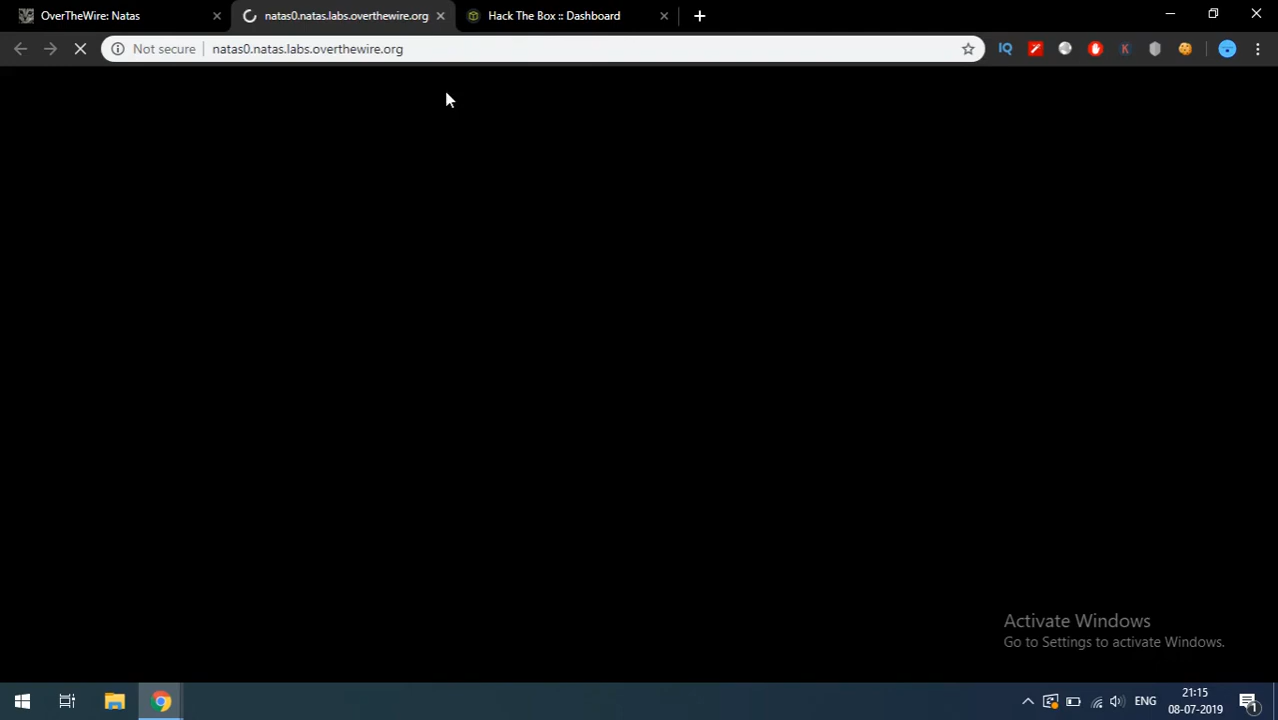 OverTheWire: Natas
natas0.natas.labs.overthewire.org
Hack The Box :: Dashboard
Not secure
natas0.natas.labs.overthewire.org
IQ
K
Activate Windows
Go to Settings to activate Windows.
ENG
21:15
08-07-2019
1